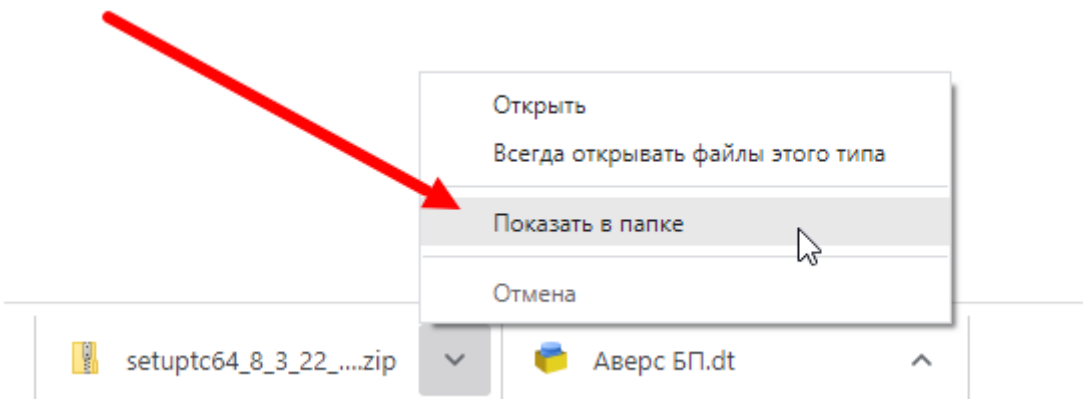 Открыть
Всегда открывать файлы этого типа
Показать в папке
Отмена
setuptc64_8_3_22_....zip
Аверс БП.dt